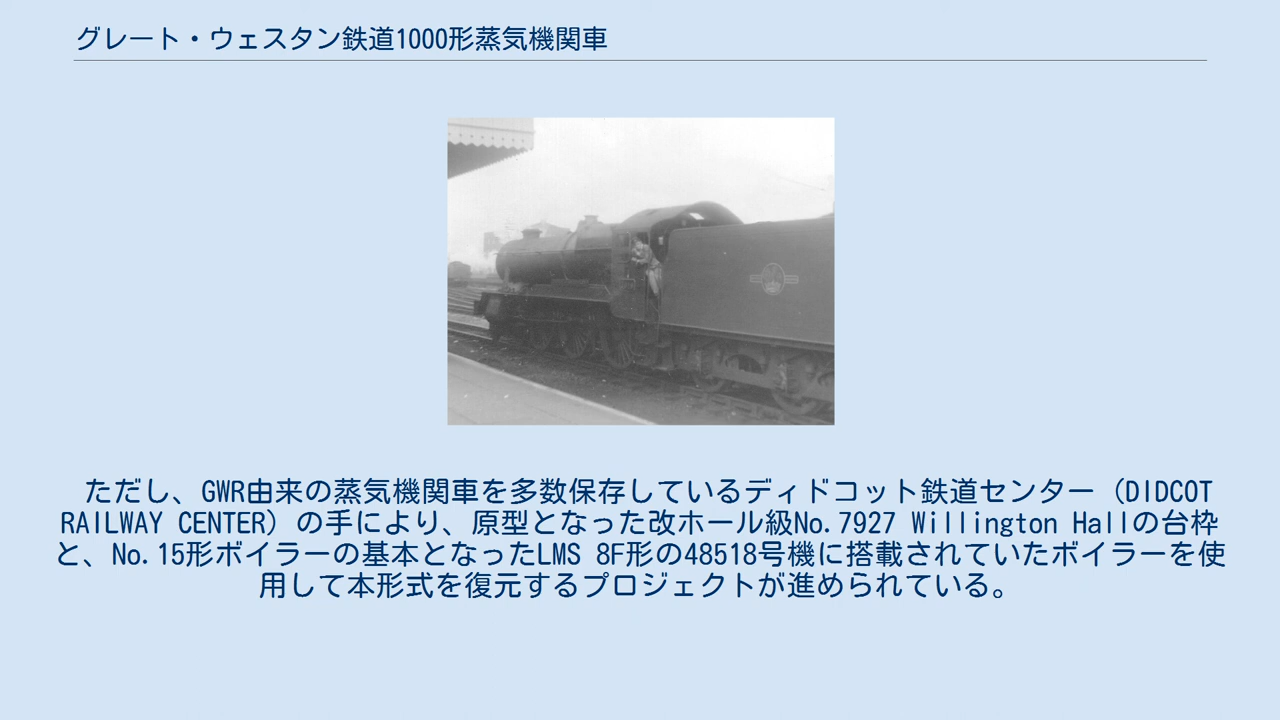 グレート・ウェスタン鉄道1000形蒸気機関車
ただし、GWR由来の蒸気機関車を多数保存しているディドコット鉄道センター（DIDCOT
RAILWAY CENTER）の手により、原型となった改ホール級No.7927 Willington Hallの台枠
と、No.15形ボイラーの基本となったLMS 8F形の48518号機に搭載されていたボイラーを使
用して本形式を復元するプロジェクトが進められている。